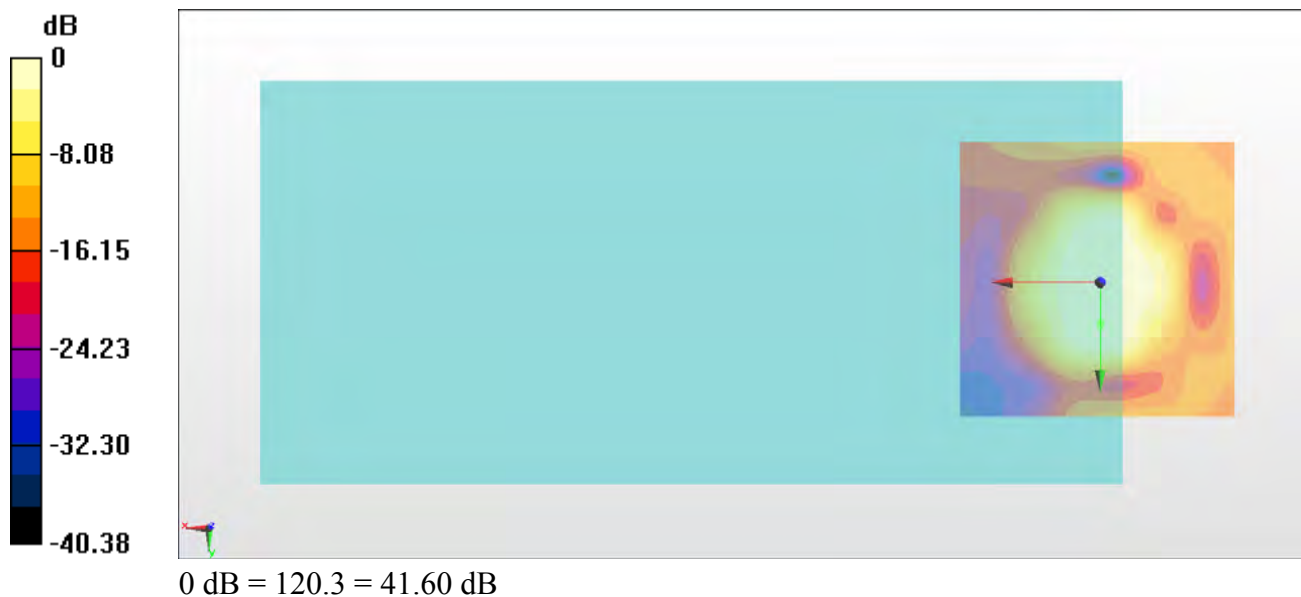 dB
0
-8.08
-16.15
-24.23
-32.30
-40.38
x
z
y
0 dB = 120.3 = 41.60 dB